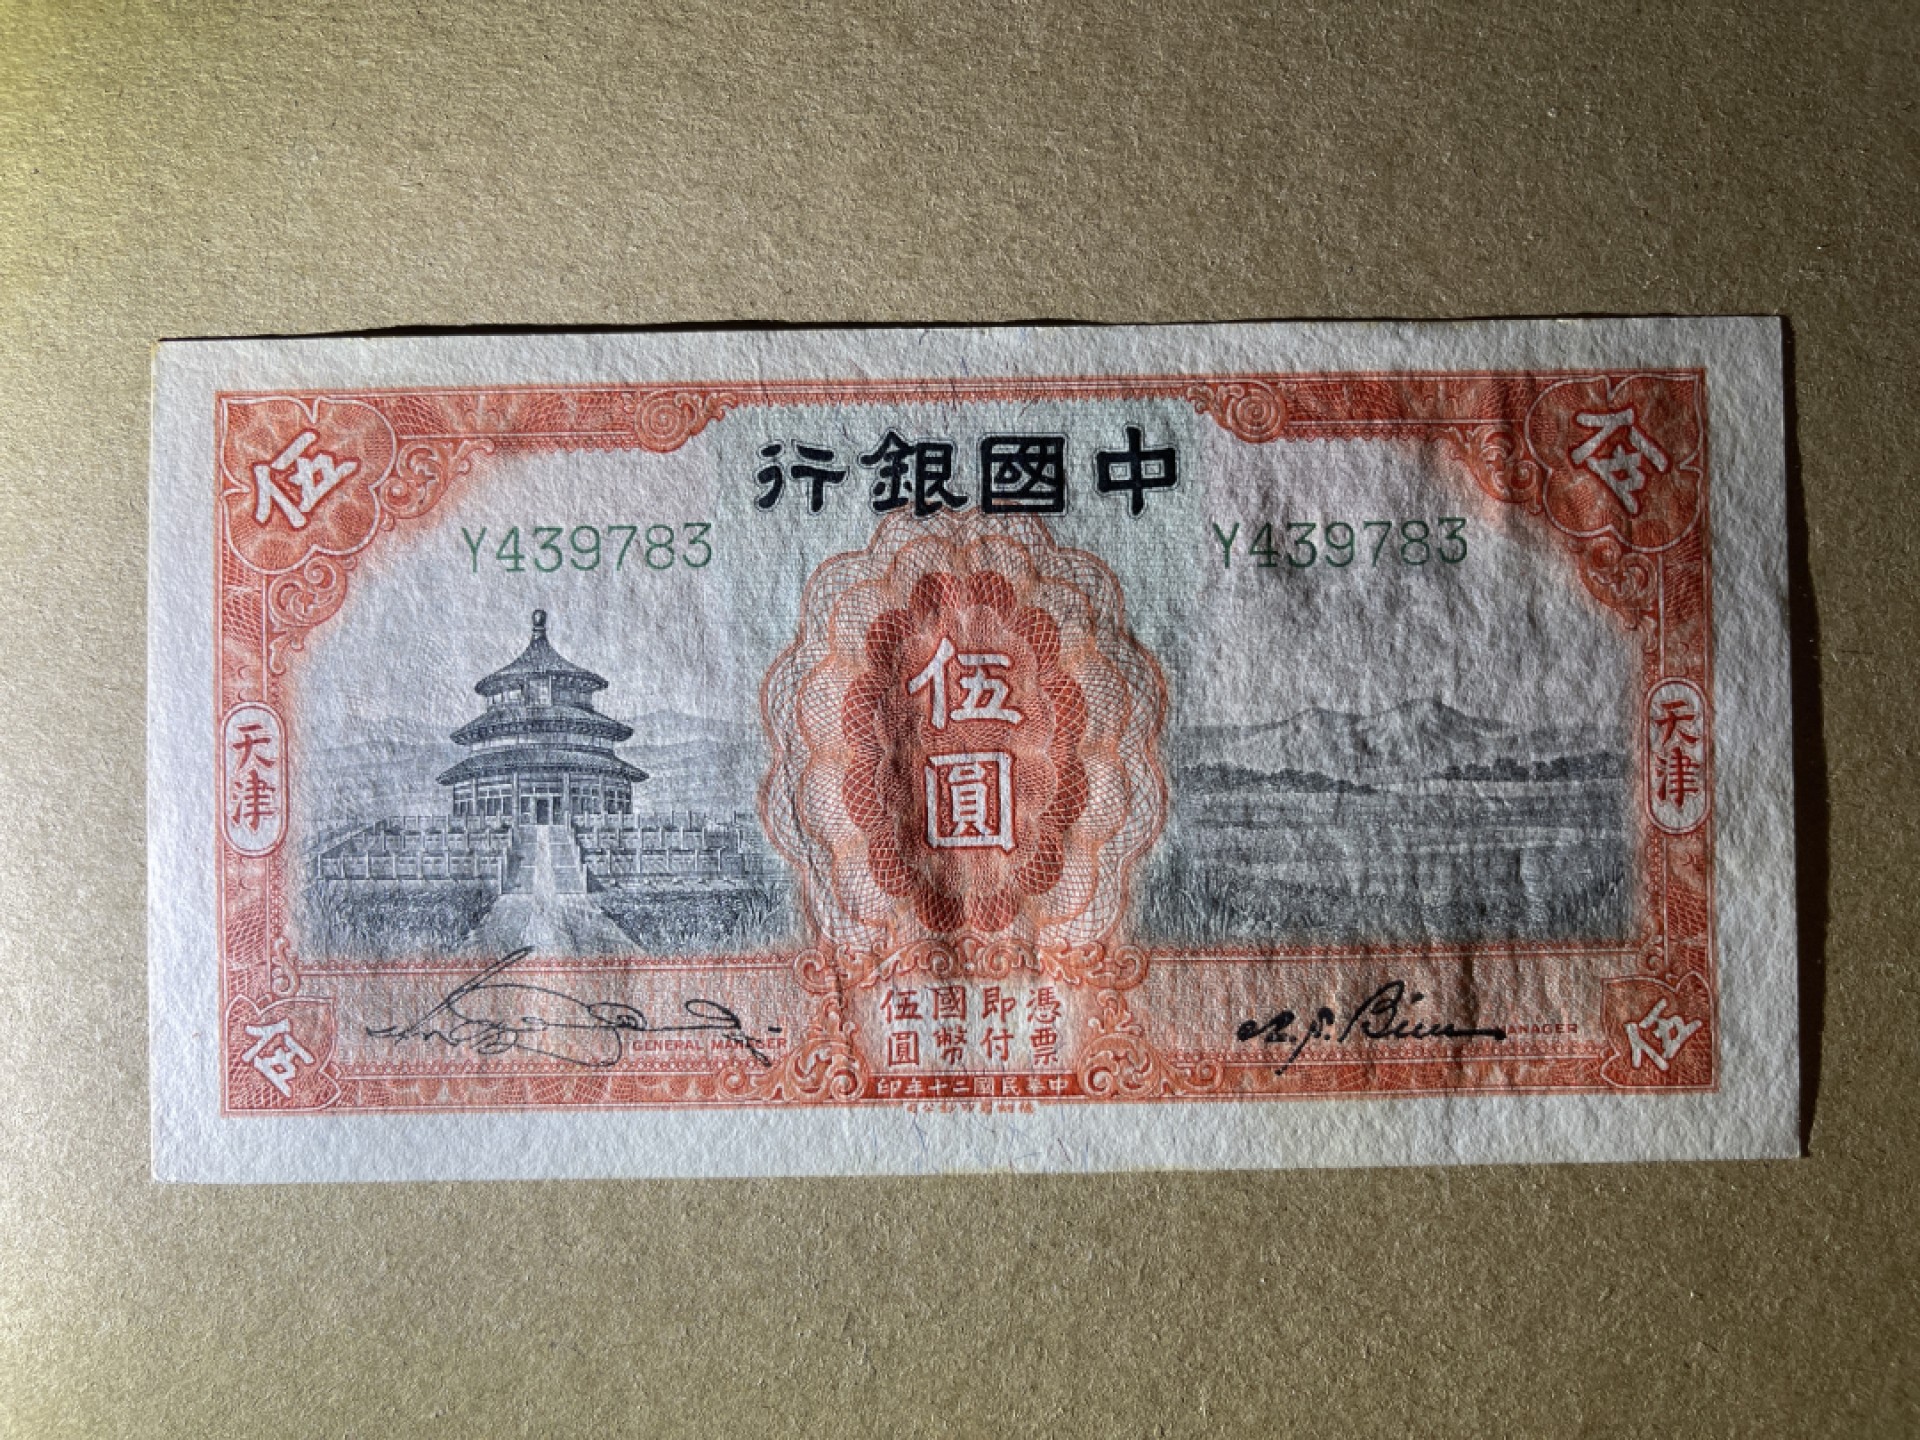 中國銀行
伍
伍
Y439783
Y439783
伍圓
天津
天津
憑票
即付
國幣
伍圓
GENERAL MANAGER
MANAGER
中華民國二十年印
伍
伍